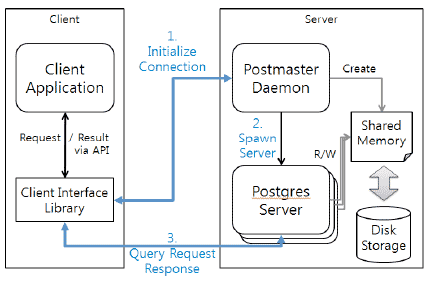 Client
Server
Client
Application
1.
Initialize
Connection
Postmaster
Daemon
Create
Request / Result
via API
2.
Spawn
Server
R/W
Shared
Memory
Client Interface
Library
Postgres
Server
3.
Query Request
Response
Disk
Storage